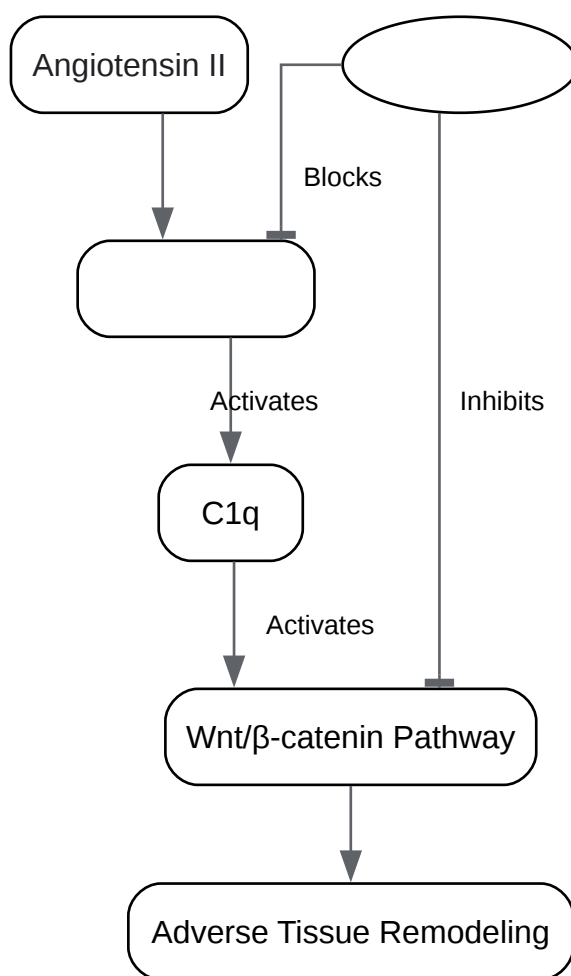 Angiotensin II
Blocks
Activates
Inhibits
C1q
Activates
Wnt/β-catenin Pathway
Adverse Tissue Remodeling